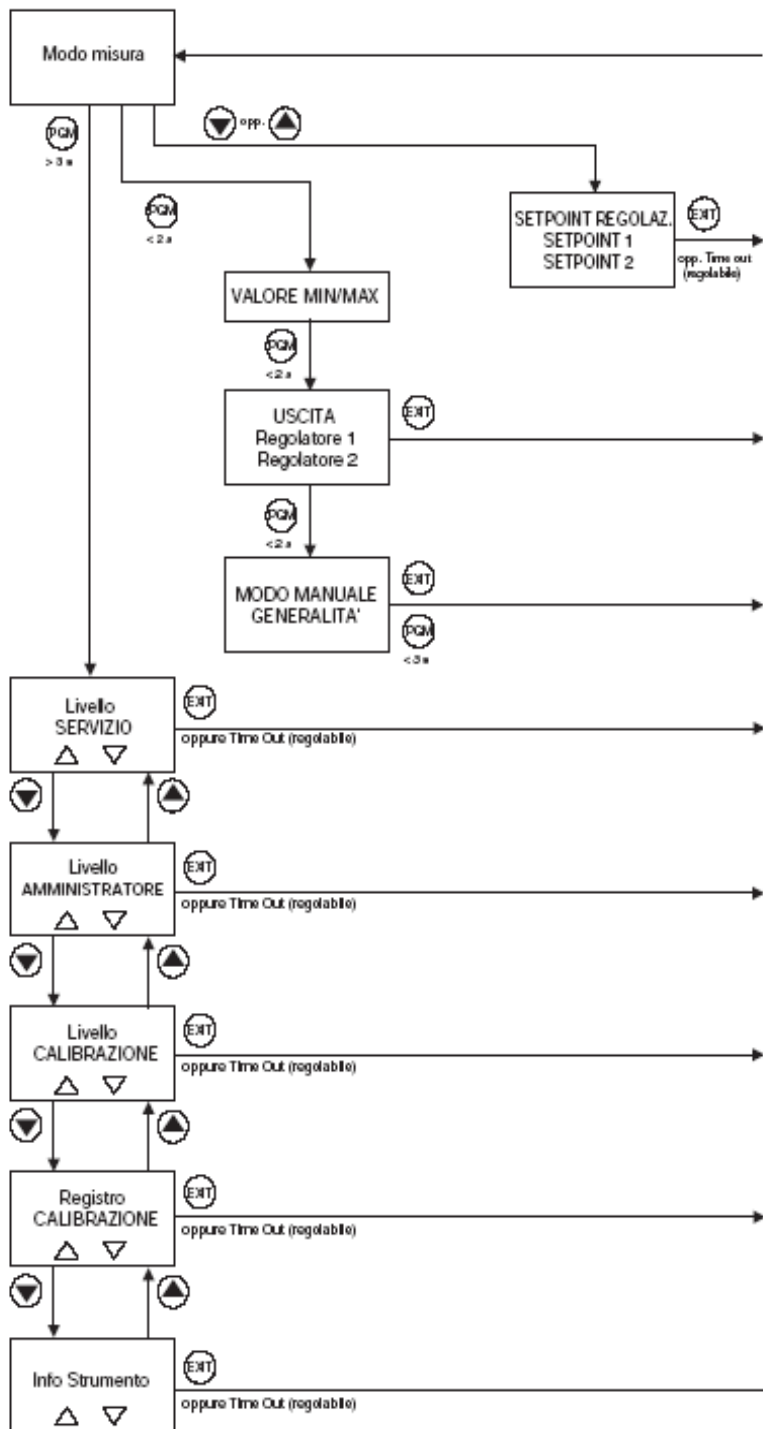 Modo misura
PGM
> 3 s
opp.
PGM
< 2 s
SETPOINT REGOLAZ.
SETPOINT 1
SETPOINT 2
EXIT
opp. Time out
(regolabile)
VALORE MIN/MAX
PGM
< 2 s
USCITA
Regolatore 1
Regolatore 2
EXIT
PGM
< 2 s
MODO MANUALE
GENERALITA'
EXIT
PGM
< 3 s
Livello
SERVIZIO
EXIT
oppure Time Out (regolabile)
Livello
AMMINISTRATORE
EXIT
oppure Time Out (regolabile)
Livello
CALIBRAZIONE
EXIT
oppure Time Out (regolabile)
Registro
CALIBRAZIONE
EXIT
oppure Time Out (regolabile)
Info Strumento
EXIT
oppure Time Out (regolabile)